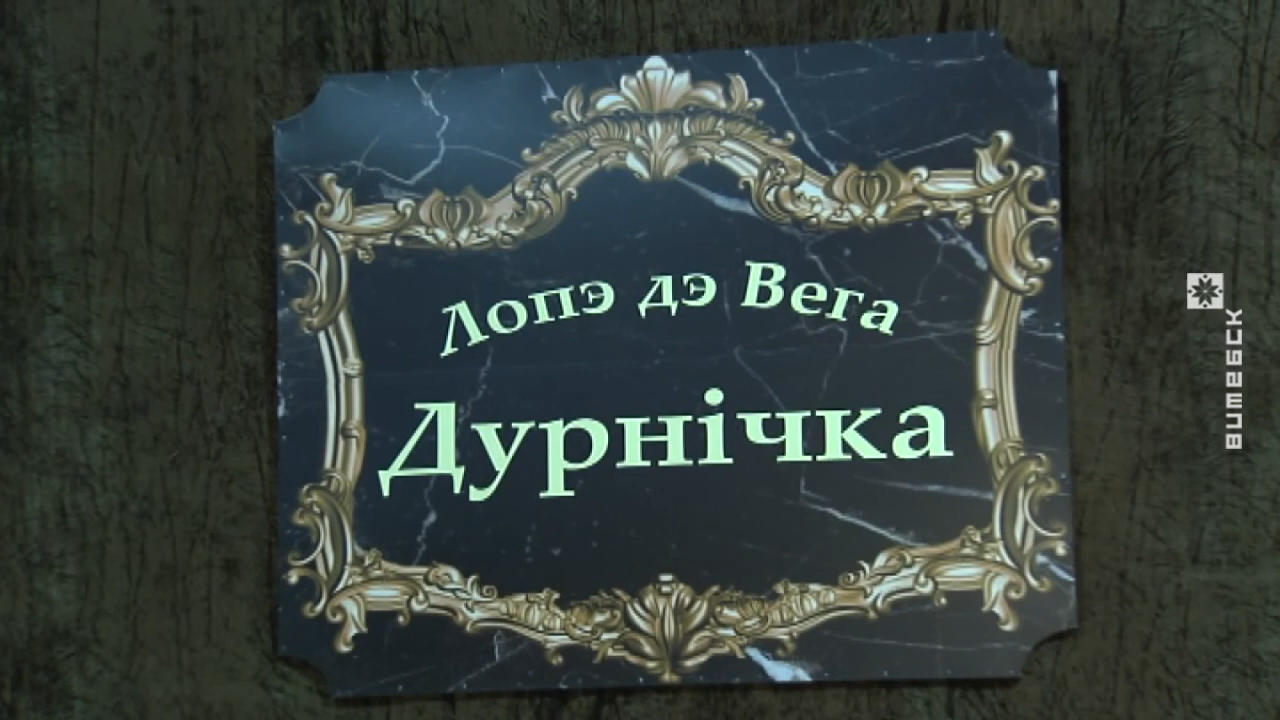 Лопэ дэ Вега
Дурнічка
витебск